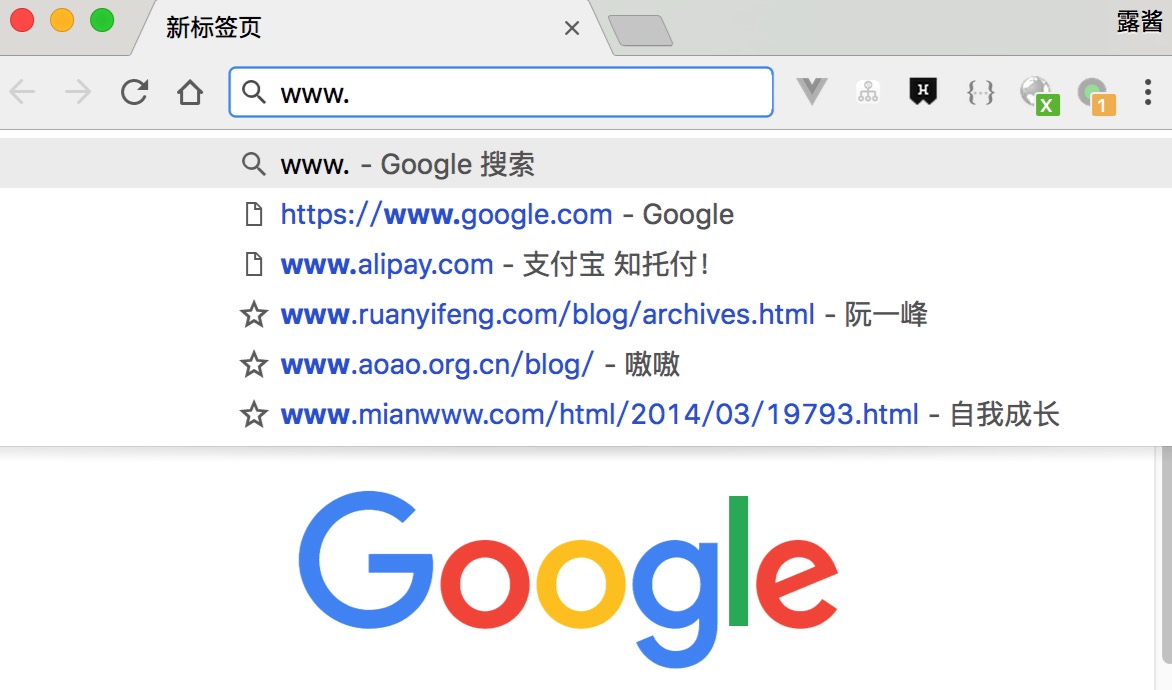 新标签页
露酱
www.
www. - Google 搜索
https://www.google.com - Google
www.alipay.com - 支付宝 知托付！
www.ruanyifeng.com/blog/archives.html - 阮一峰
www.aoao.org.cn/blog/ - 嗷嗷
www.mianwww.com/html/2014/03/19793.html - 自我成长
Google
H
{··}
X
1